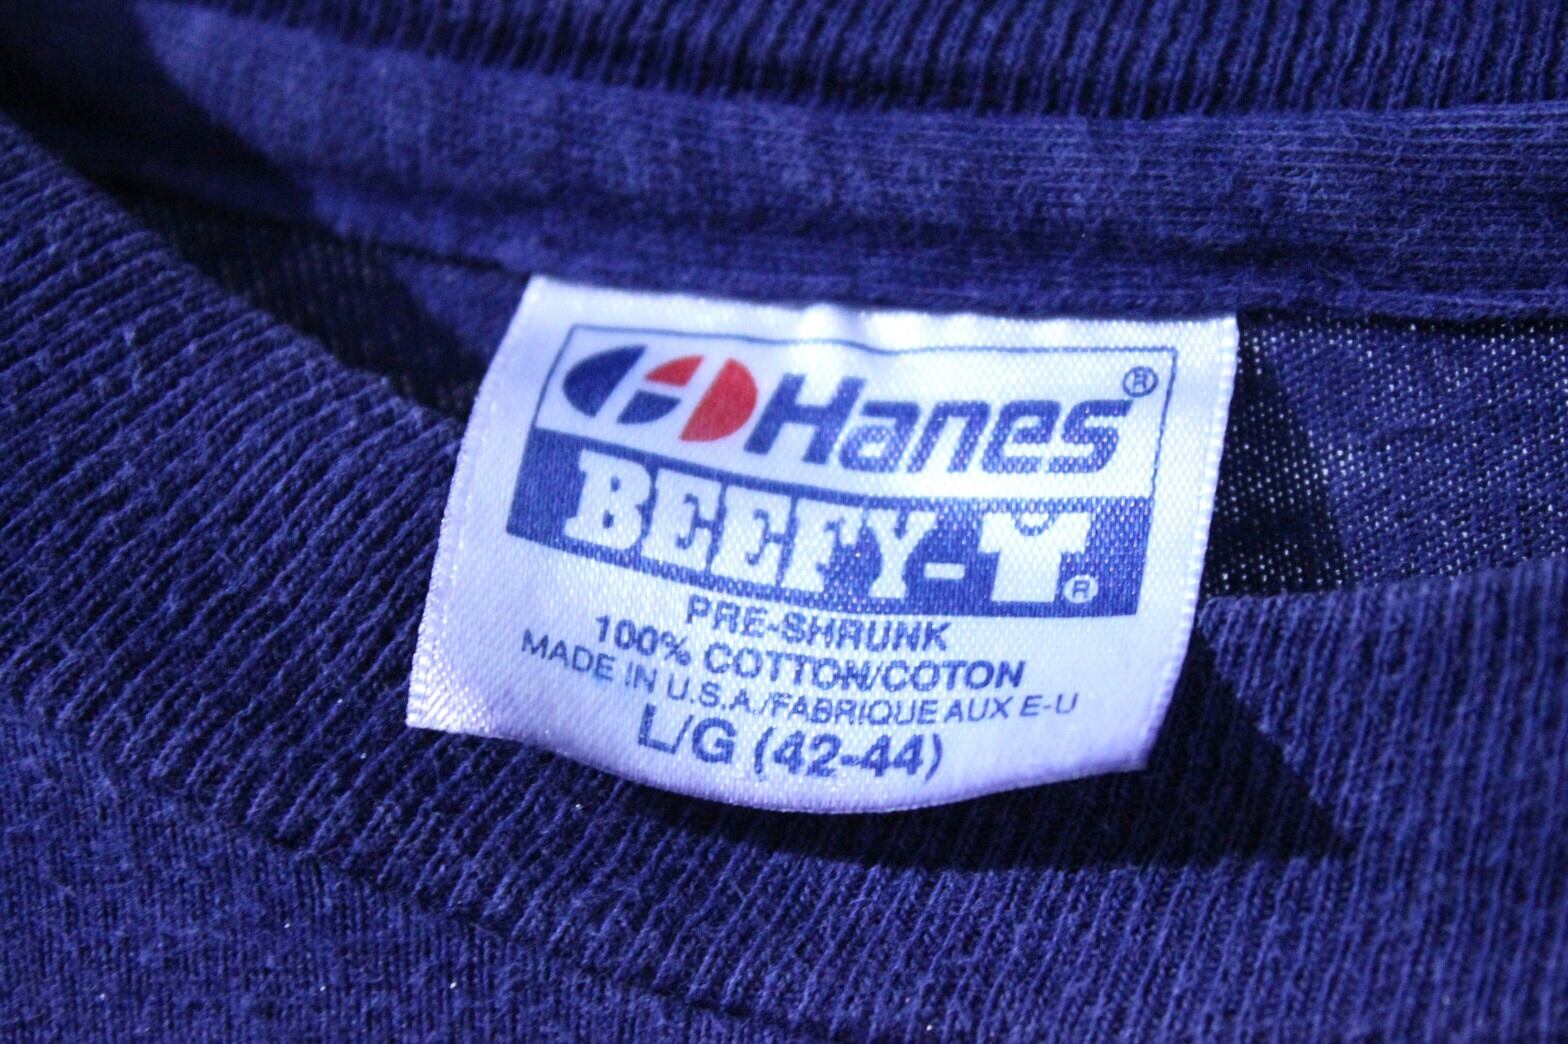 Hanes®
BEEFY-T®
PRE-SHRUNK
100% COTTON/COTON
MADE IN U.S.A./FABRIQUE AUX E-U
L/G (42-44)